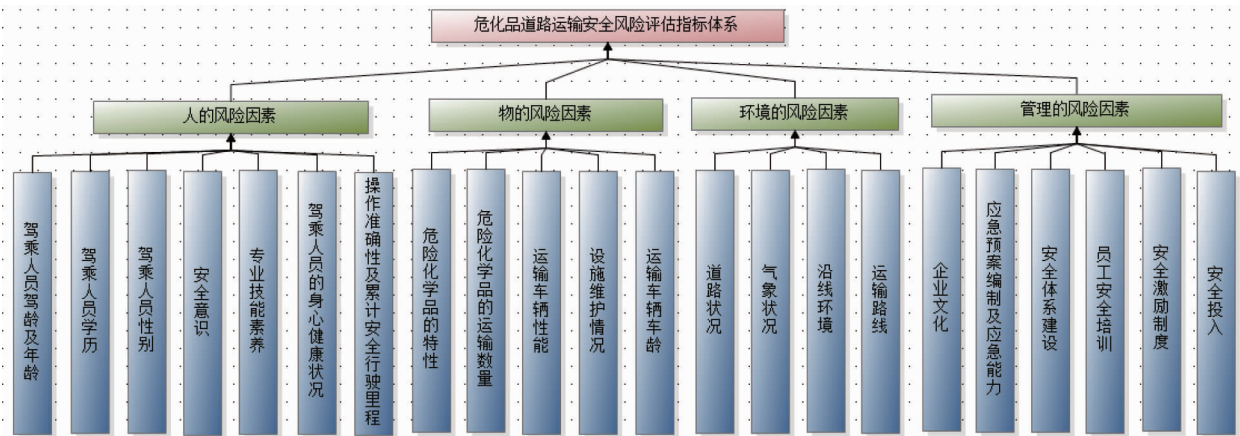 危化品道路运输安全风险评估指标体系
人的风险因素
物的风险因素
环境的风险因素
管理的风险因素
驾乘人员驾龄及年龄
驾乘人员学历
驾乘人员性别
安全意识
专业技能素养
驾乘人员的身心健康状况
操作准确性及累计安全行驶里程
危险化学品的特性
危险化学品的运输数量
运输车辆性能
设施维护情况
运输车辆车龄
道路状况
气象状况
沿线环境
运输路线
企业文化
应急预案编制及应急能力
安全体系建设
员工安全培训
安全激励制度
安全投入